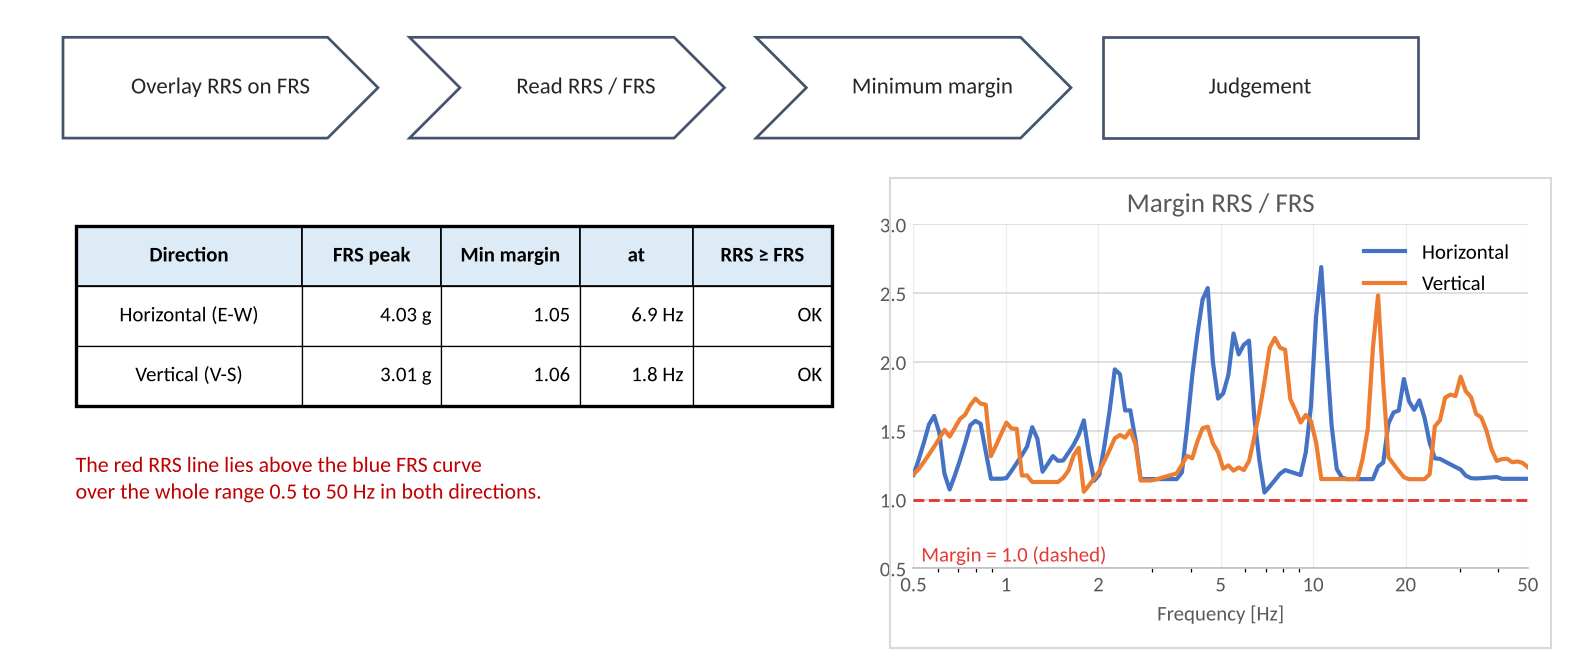 Overlay RRS on FRS
Read RRS / FRS
Minimum margin
Judgement
Direction FRS peak Min margin at RRS ≥ FRS
Horizontal (E-W) 4.03 g 1.05 6.9 Hz OK
Vertical (V-S) 3.01 g 1.06 1.8 Hz OK
The red RRS line lies above the blue FRS curve
over the whole range 0.5 to 50 Hz in both directions.
Margin RRS / FRS
3.0
2.5
2.0
1.5
1.0
0.5
Horizontal
Vertical
Margin = 1.0 (dashed)
0.5 1 2 5 10 20 50
Frequency [Hz]